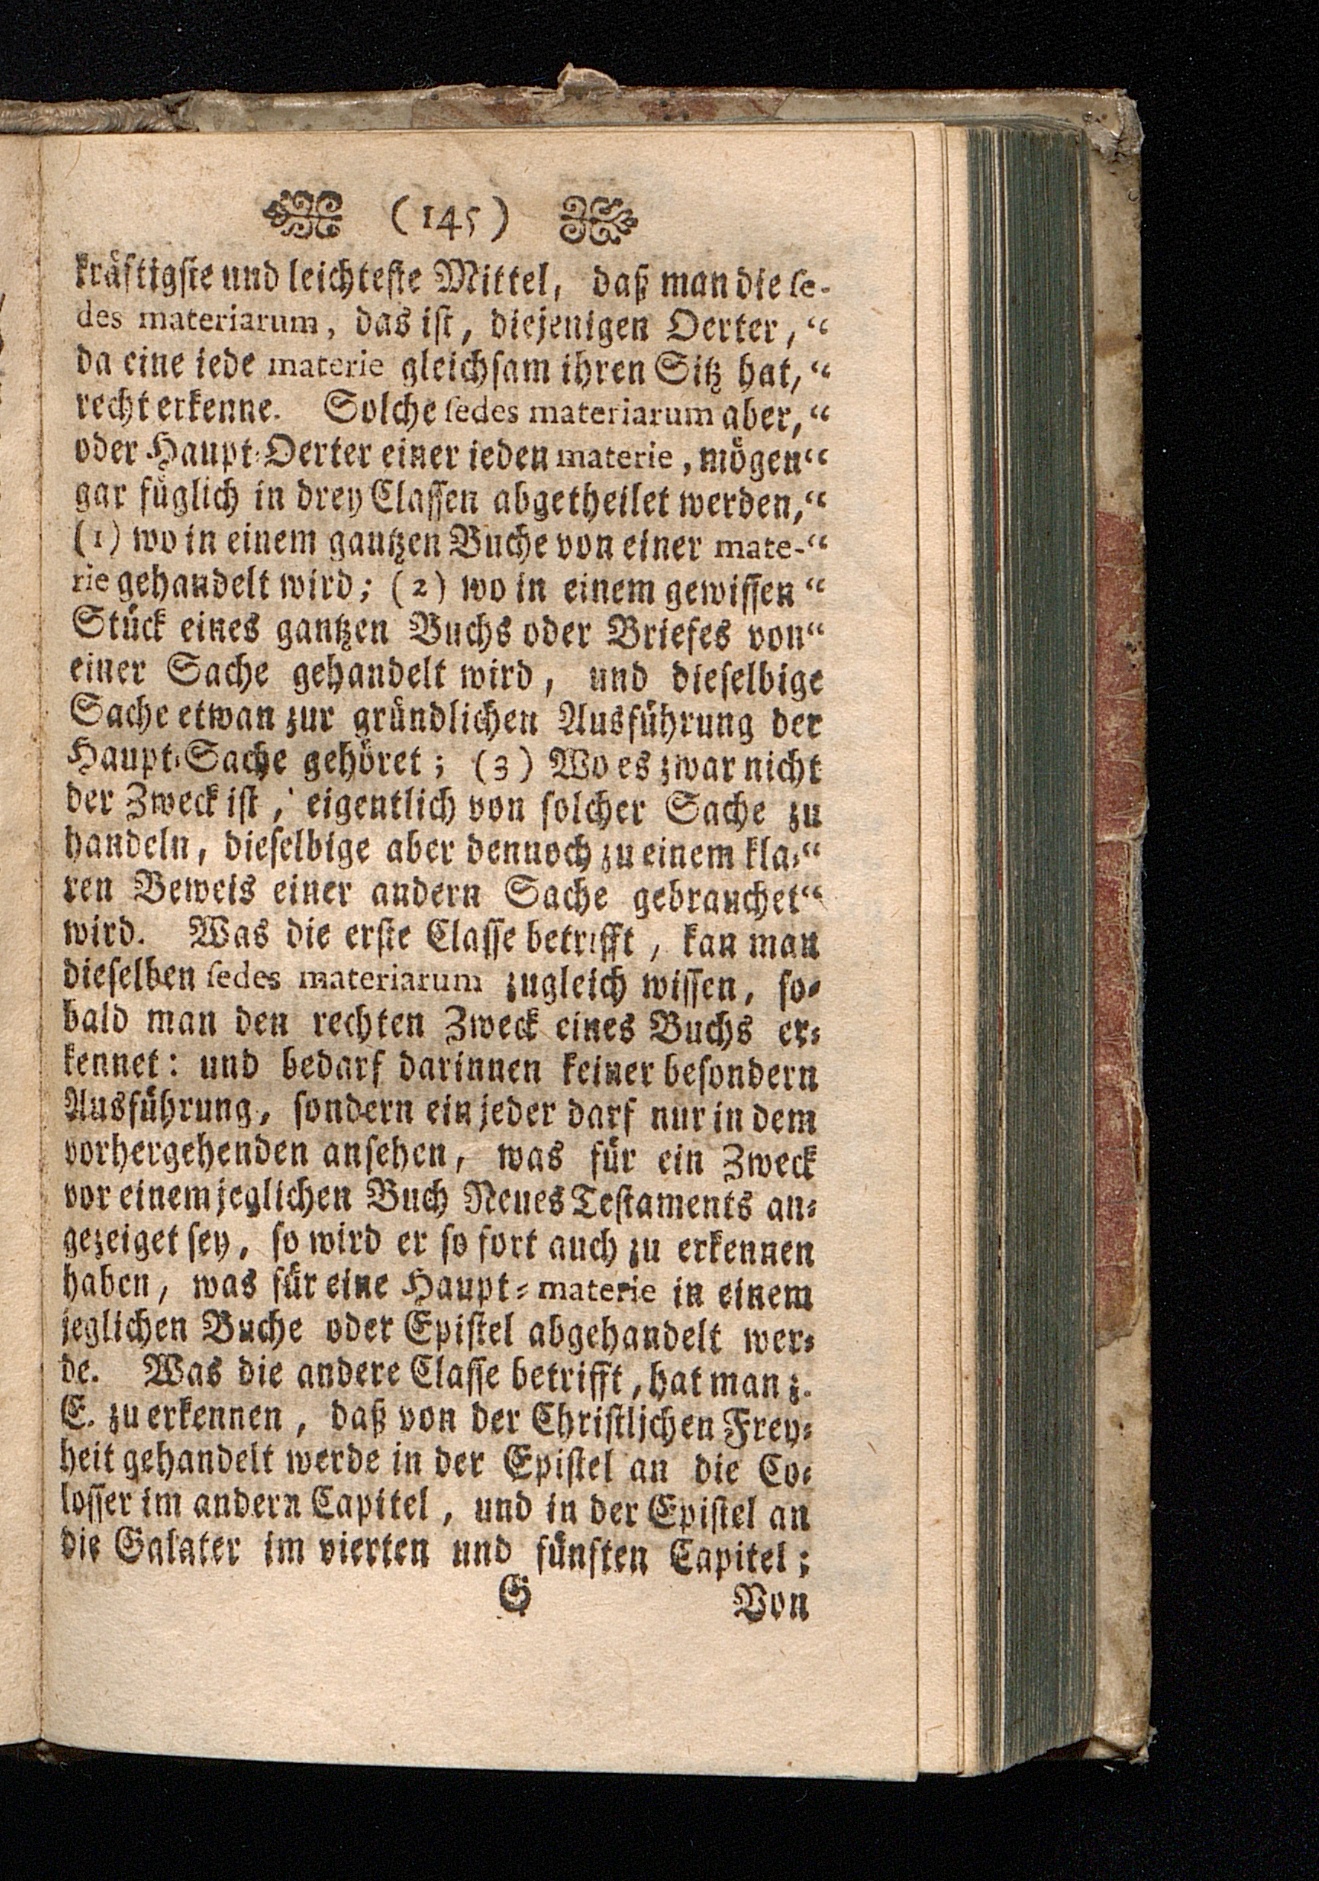 (145)
kräftigste und leichteste Mittel, daß man die se-
des materiarum, das ist, diejenigen Oerter, “
da eine iede materie gleichsam ihren Sitz hat, “
recht erkenne. Solche sedes materiarum aber, “
oder Haupt-Oerter einer ieden materie, mögen “
gar füglich in drey Classen abgetheilet werden, “
(1) wo in einem gantzen Buche von einer mate- “
rie gehandelt wird; (2) wo in einem gewissen “
Stück eines gantzen Buchs oder Briefes von “
einer Sache gehandelt wird, und dieselbige
Sache etwan zur gründlichen Ausführung der
Haupt-Sache gehöret; (3) Wo es zwar nicht
der Zweck ist, eigentlich von solcher Sache zu
handeln, dieselbige aber dennoch zu einem kla- “
ren Beweis einer andern Sache gebrauchet “
wird. Was die erste Classe betrifft, kan man
dieselben sedes materiarum zugleich wissen, so-
bald man den rechten Zweck eines Buchs er-
kennet: und bedarf darinnen keiner besondern
Ausführung, sondern ein jeder darf nur in dem
vorhergehenden ansehen, was für ein Zweck
vor einem jeglichen Buch Neues Testaments an-
gezeiget sey, so wird er so fort auch zu erkennen
haben, was für eine Haupt-materie in einem
jeglichen Buche oder Epistel abgehandelt wer-
de. Was die andere Classe betrifft, hat man z.
E. zu erkennen, daß von der Christlichen Frey-
heit gehandelt werde in der Epistel an die Co-
losser im andern Capitel, und in der Epistel an
die Galater im vierten und fünften Capitel;
G Von